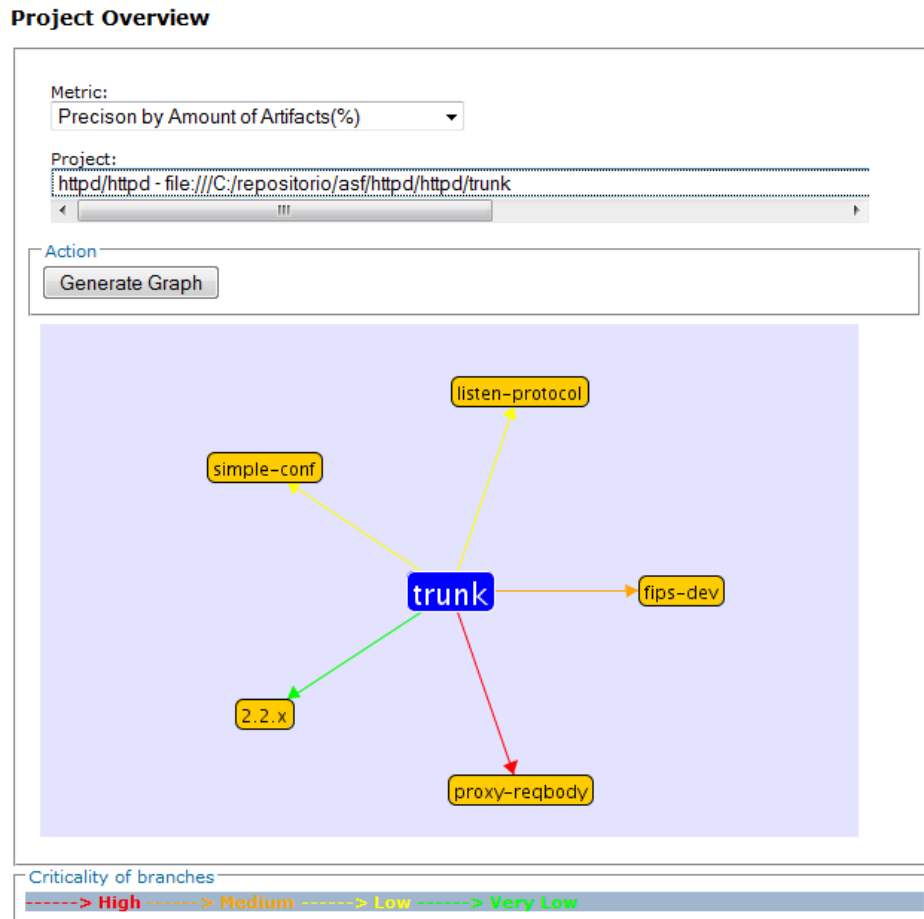 Project Overview
Metric:
Precison by Amount of Artifacts(%)
Project:
httpd/httpd - file:///C:/repositorio/asf/httpd/httpd/trunk
Action
Generate Graph
listen-protocol
simple-conf
trunk
fips-dev
2.2.x
proxy-reqbody
Criticality of branches
------> High ------> Medium ------> Low ------> Very Low